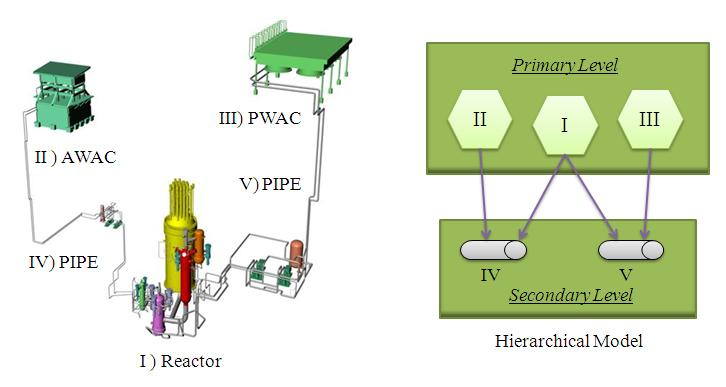 III) PWAC
II ) AWAC
V) PIPE
IV) PIPE
I ) Reactor
Primary Level
II
I
III
IV
V
Secondary Level
Hierarchical Model